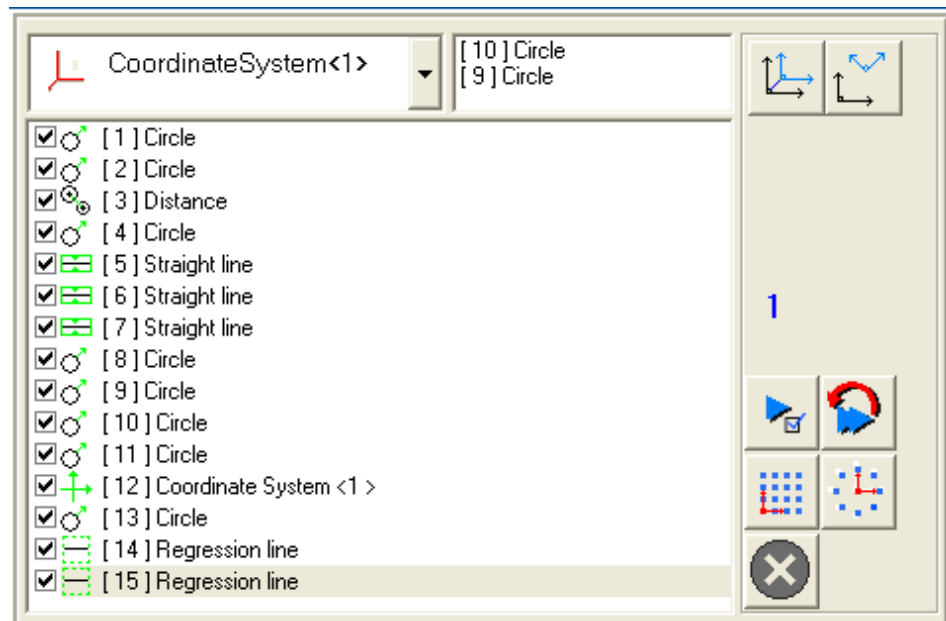 CoordinateSystem<1>
[ 10 ] Circle
[ 9 ] Circle
[ 1 ] Circle
[ 2 ] Circle
[ 3 ] Distance
[ 4 ] Circle
[ 5 ] Straight line
[ 6 ] Straight line
[ 7 ] Straight line
[ 8 ] Circle
[ 9 ] Circle
[ 10 ] Circle
[ 11 ] Circle
[ 12 ] Coordinate System <1 >
[ 13 ] Circle
[ 14 ] Regression line
[ 15 ] Regression line
1